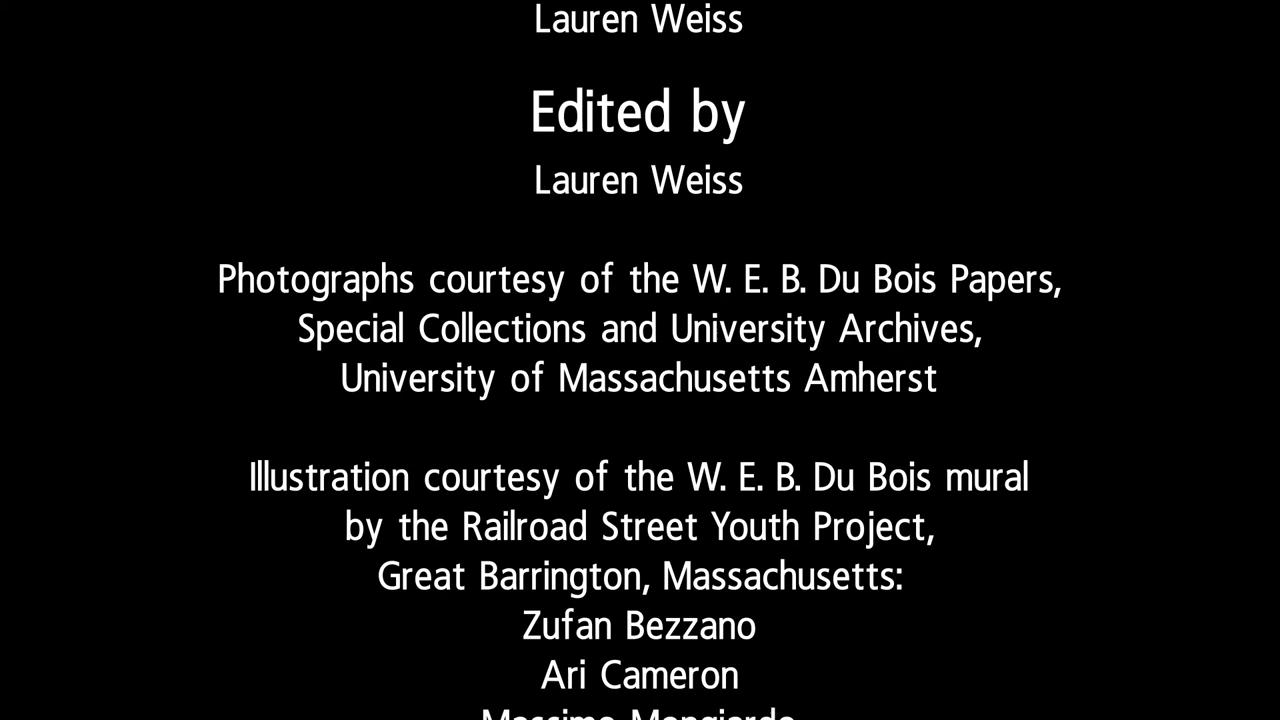 Lauren Weiss
Edited by
Lauren Weiss
Photographs courtesy of the W. E. B. Du Bois Papers,
Special Collections and University Archives,
University of Massachusetts Amherst
Illustration courtesy of the W. E. B. Du Bois mural
by the Railroad Street Youth Project,
Great Barrington, Massachusetts:
Zufan Bezzano
Ari Cameron